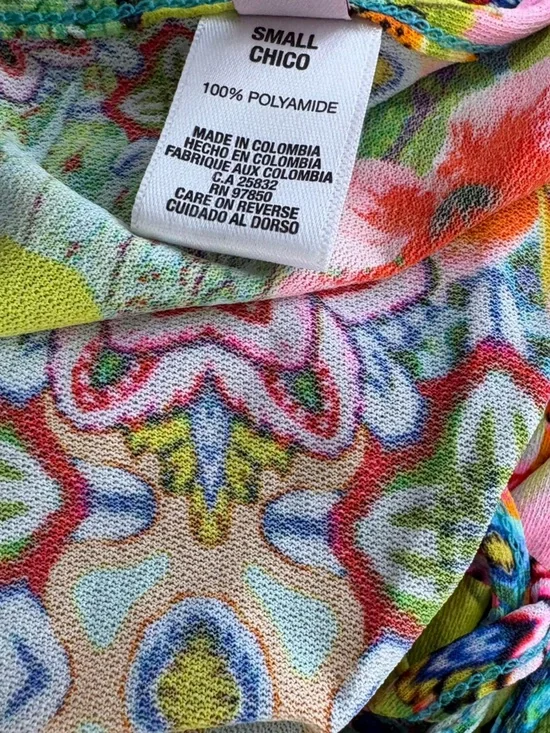 SMALL
CHICO
100% POLYAMIDE
MADE IN COLOMBIA
HECHO EN COLOMBIA
FABRIQUE AUX COLOMBIA
C.A 25832
RN 97850
CARE ON REVERSE
CUIDADO AL DORSO